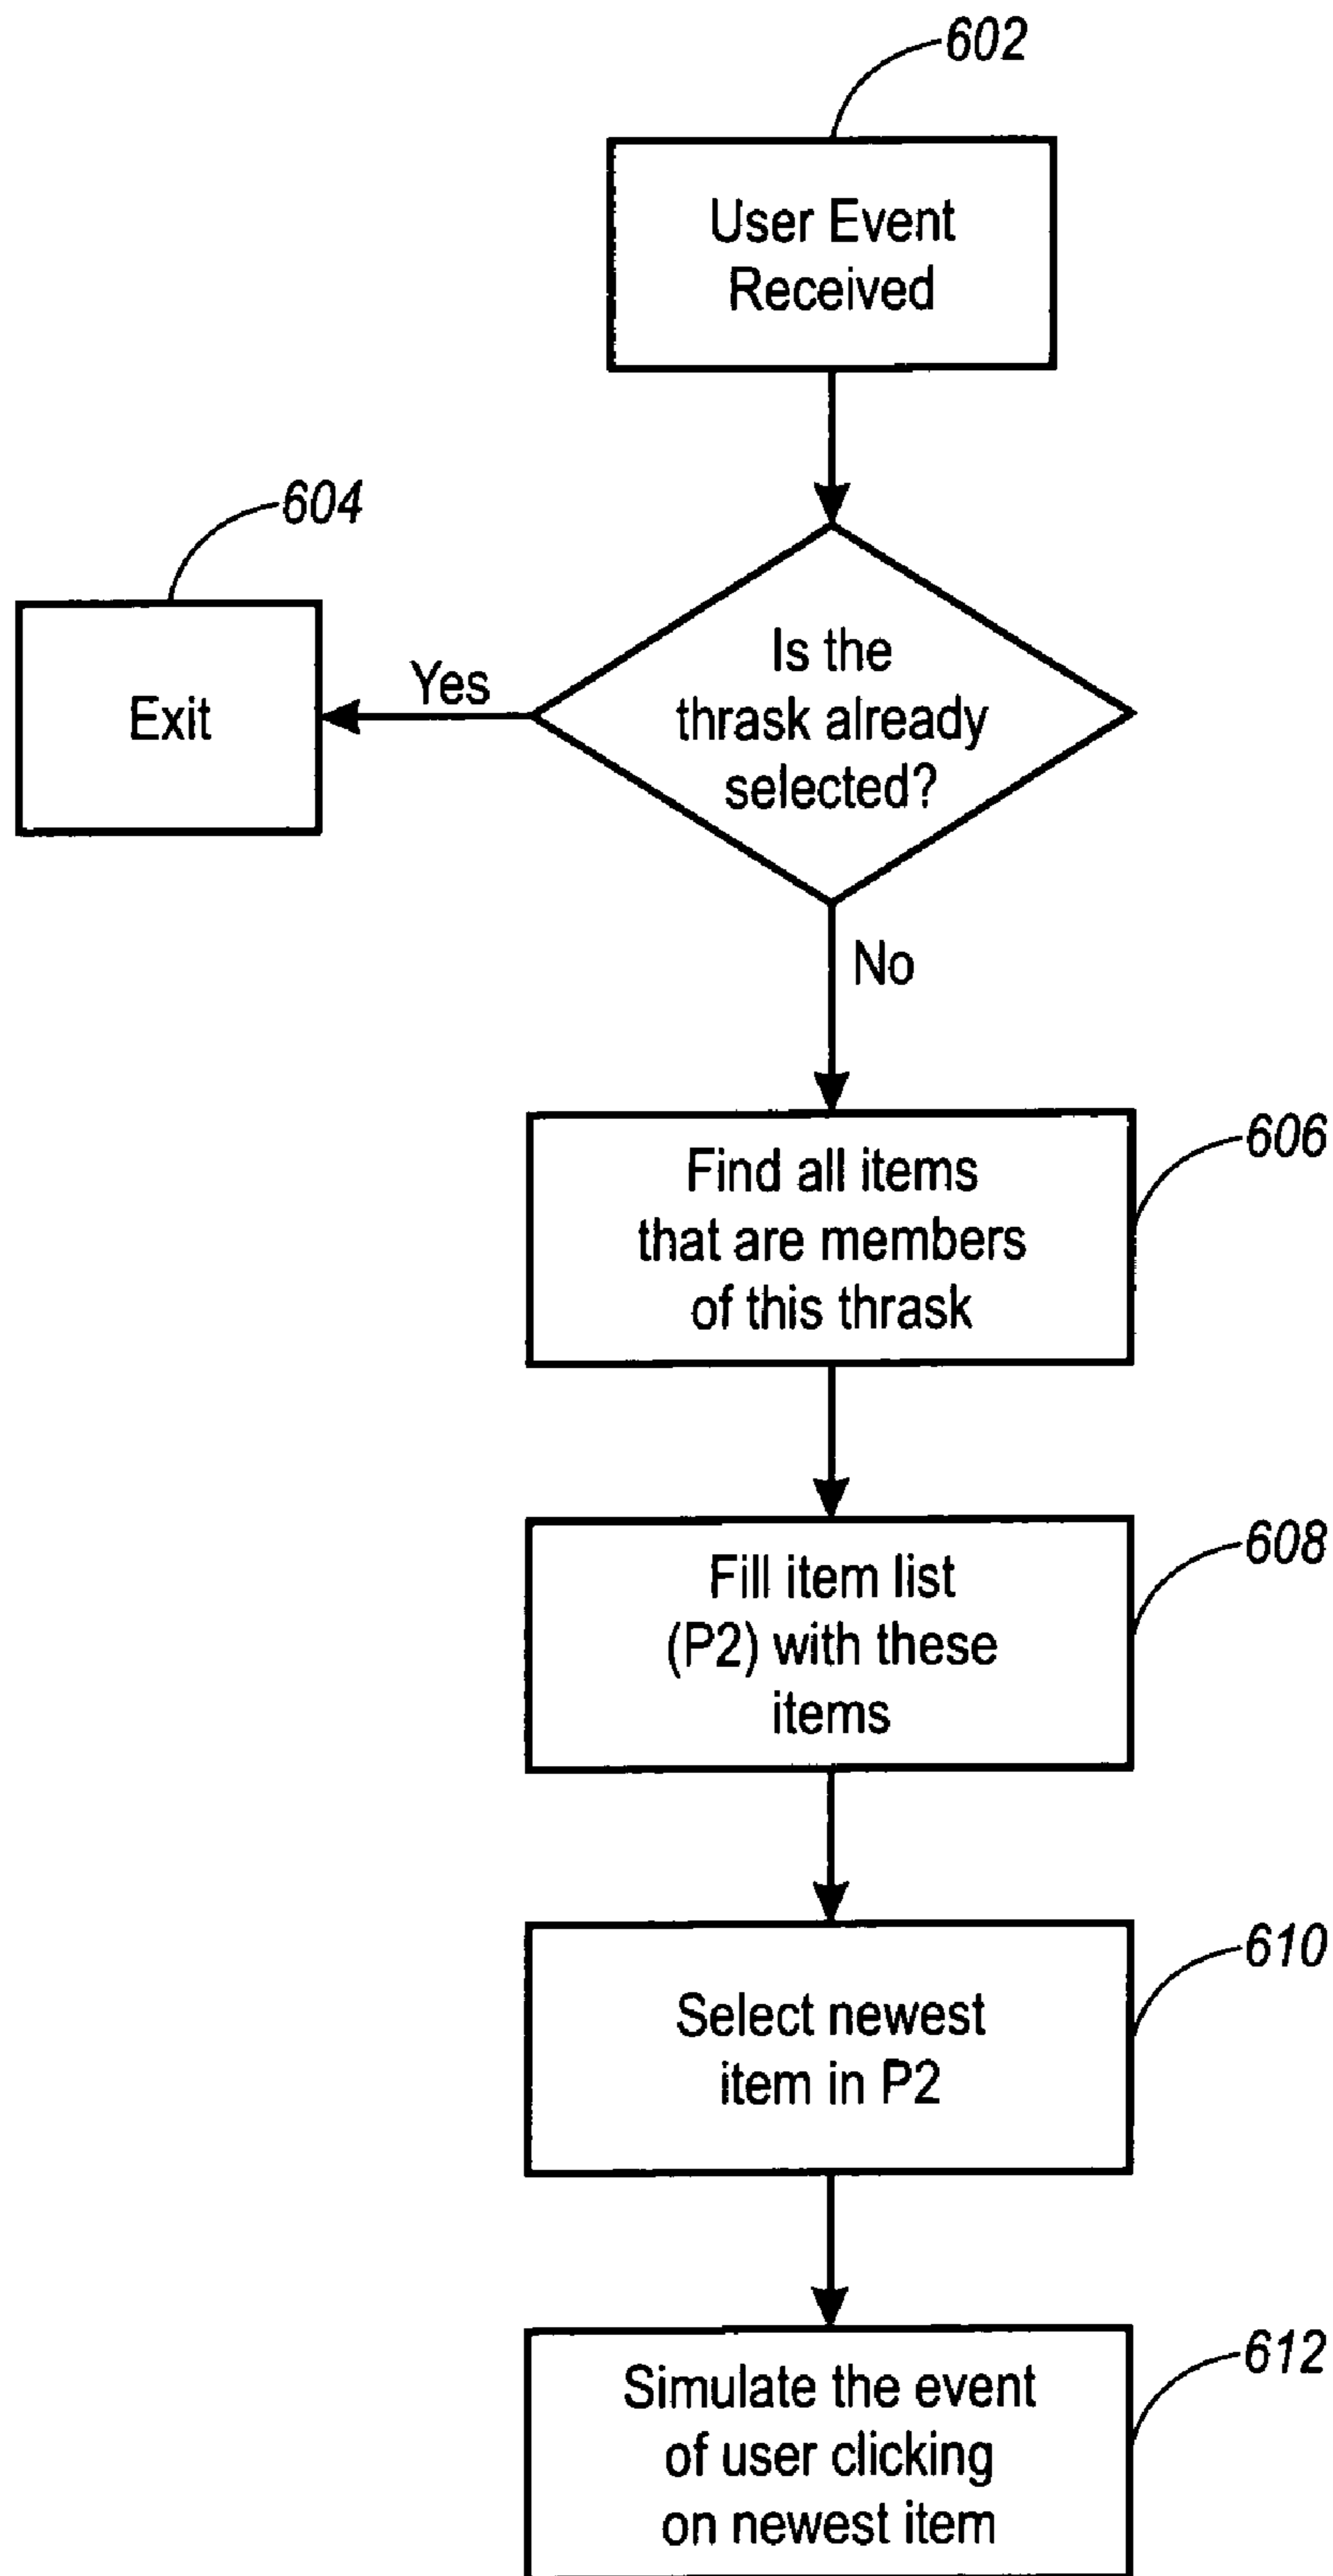 602
User Event
Received
604
Exit
Yes
Is the
thrask already
selected?
No
606
Find all items
that are members
of this thrask
608
Fill item list
(P2) with these
items
610
Select newest
item in P2
612
Simulate the event
of user clicking
on newest item